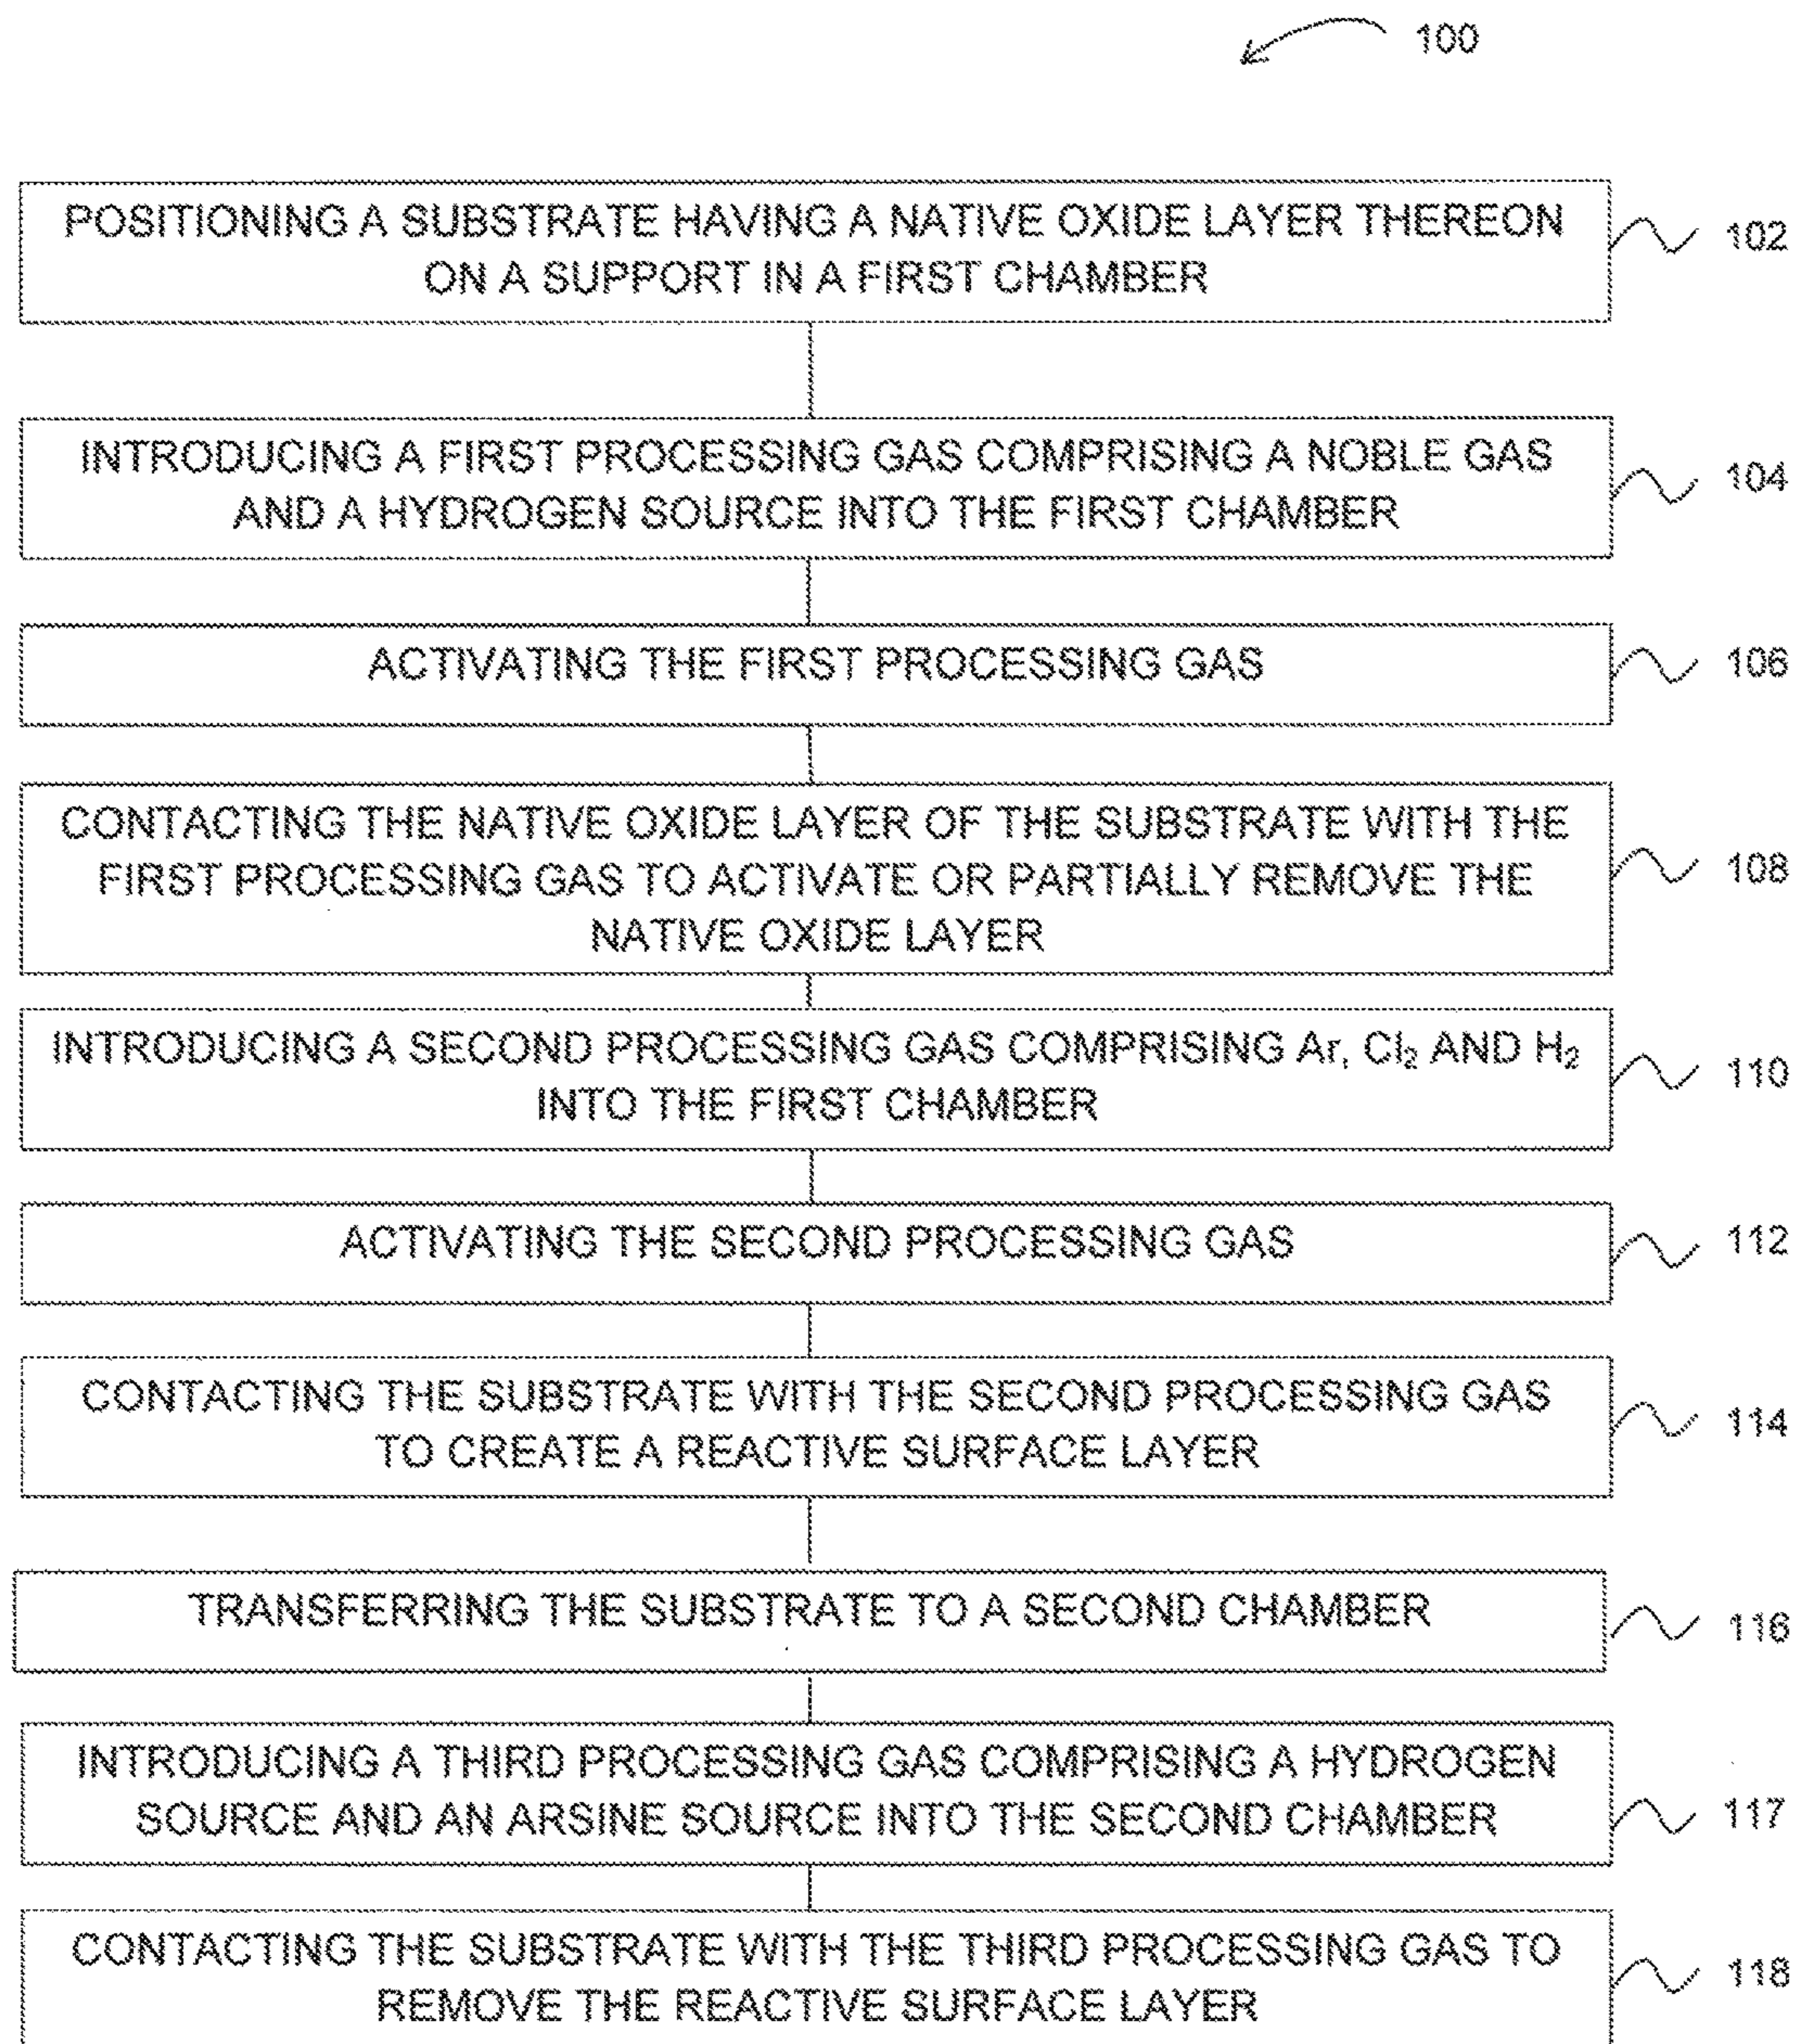 100
POSITIONING A SUBSTRATE HAVING A NATIVE OXIDE LAYER THEREON
ON A SUPPORT IN A FIRST CHAMBER
102
INTRODUCING A FIRST PROCESSING GAS COMPRISING A NOBLE GAS
AND A HYDROGEN SOURCE INTO THE FIRST CHAMBER
104
ACTIVATING THE FIRST PROCESSING GAS
106
CONTACTING THE NATIVE OXIDE LAYER OF THE SUBSTRATE WITH THE
FIRST PROCESSING GAS TO ACTIVATE OR PARTIALLY REMOVE THE
NATIVE OXIDE LAYER
108
INTRODUCING A SECOND PROCESSING GAS COMPRISING Ar, Cl₂ AND H₂
INTO THE FIRST CHAMBER
110
ACTIVATING THE SECOND PROCESSING GAS
112
CONTACTING THE SUBSTRATE WITH THE SECOND PROCESSING GAS
TO CREATE A REACTIVE SURFACE LAYER
114
TRANSFERRING THE SUBSTRATE TO A SECOND CHAMBER
116
INTRODUCING A THIRD PROCESSING GAS COMPRISING A HYDROGEN
SOURCE AND AN ARSINE SOURCE INTO THE SECOND CHAMBER
117
CONTACTING THE SUBSTRATE WITH THE THIRD PROCESSING GAS TO
REMOVE THE REACTIVE SURFACE LAYER
118